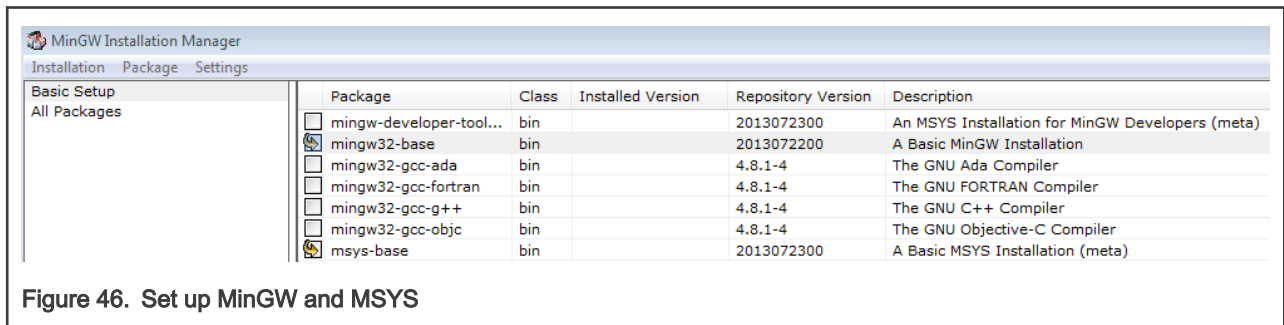 MinGW Installation Manager
Installation Package Settings
Basic Setup
All Packages
Package Class Installed Version Repository Version Description
mingw-developer-tool... bin 2013072300 An MSYS Installation for MinGW Developers (meta)
mingw32-base bin 2013072200 A Basic MinGW Installation
mingw32-gcc-ada bin 4.8.1-4 The GNU Ada Compiler
mingw32-gcc-fortran bin 4.8.1-4 The GNU FORTRAN Compiler
mingw32-gcc-g++ bin 4.8.1-4 The GNU C++ Compiler
mingw32-gcc-objc bin 4.8.1-4 The GNU Objective-C Compiler
msys-base bin 2013072300 A Basic MSYS Installation (meta)
Figure 46. Set up MinGW and MSYS